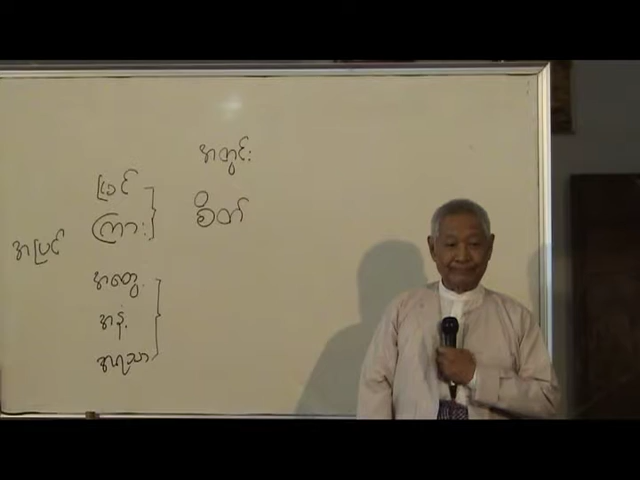 အတွင်း
မြင်
ကြား
စိတ်
အပြင်
အတွေ့
အနံ့
အရသာ